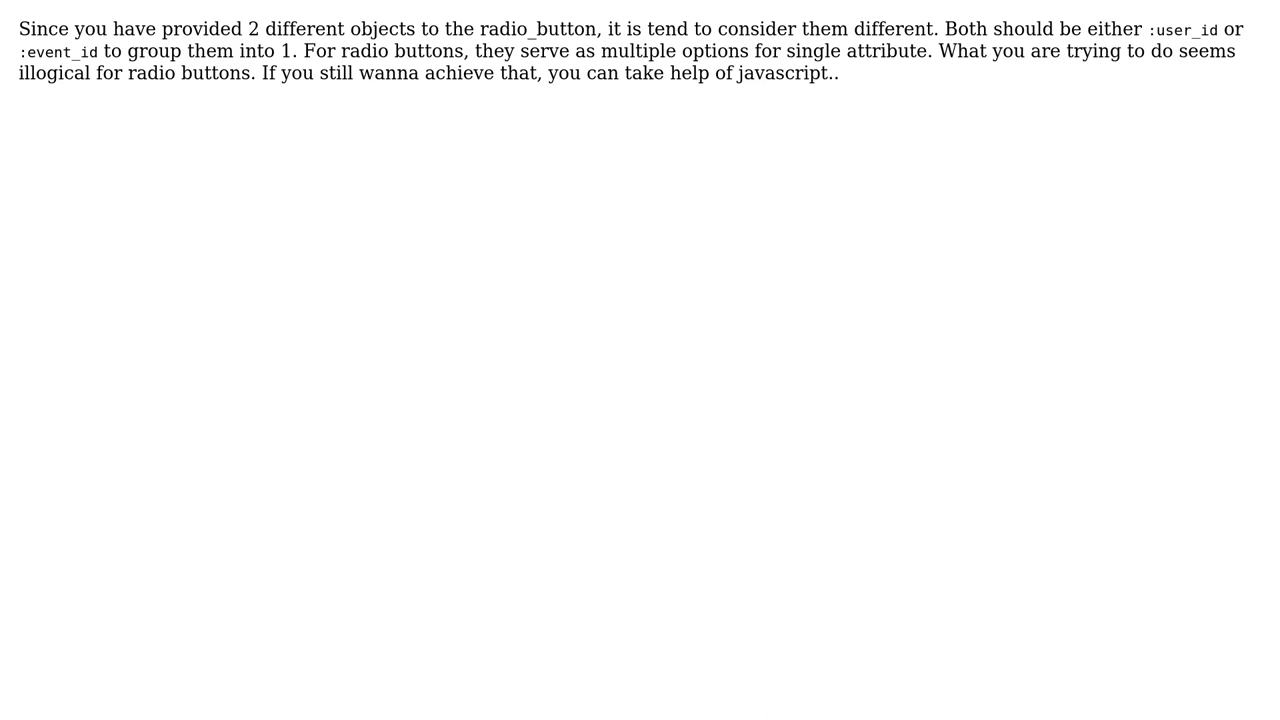 Since you have provided 2 different objects to the radio_button, it is tend to consider them different. Both should be either :user_id or
:event_id to group them into 1. For radio buttons, they serve as multiple options for single attribute. What you are trying to do seems
illogical for radio buttons. If you still wanna achieve that, you can take help of javascript..